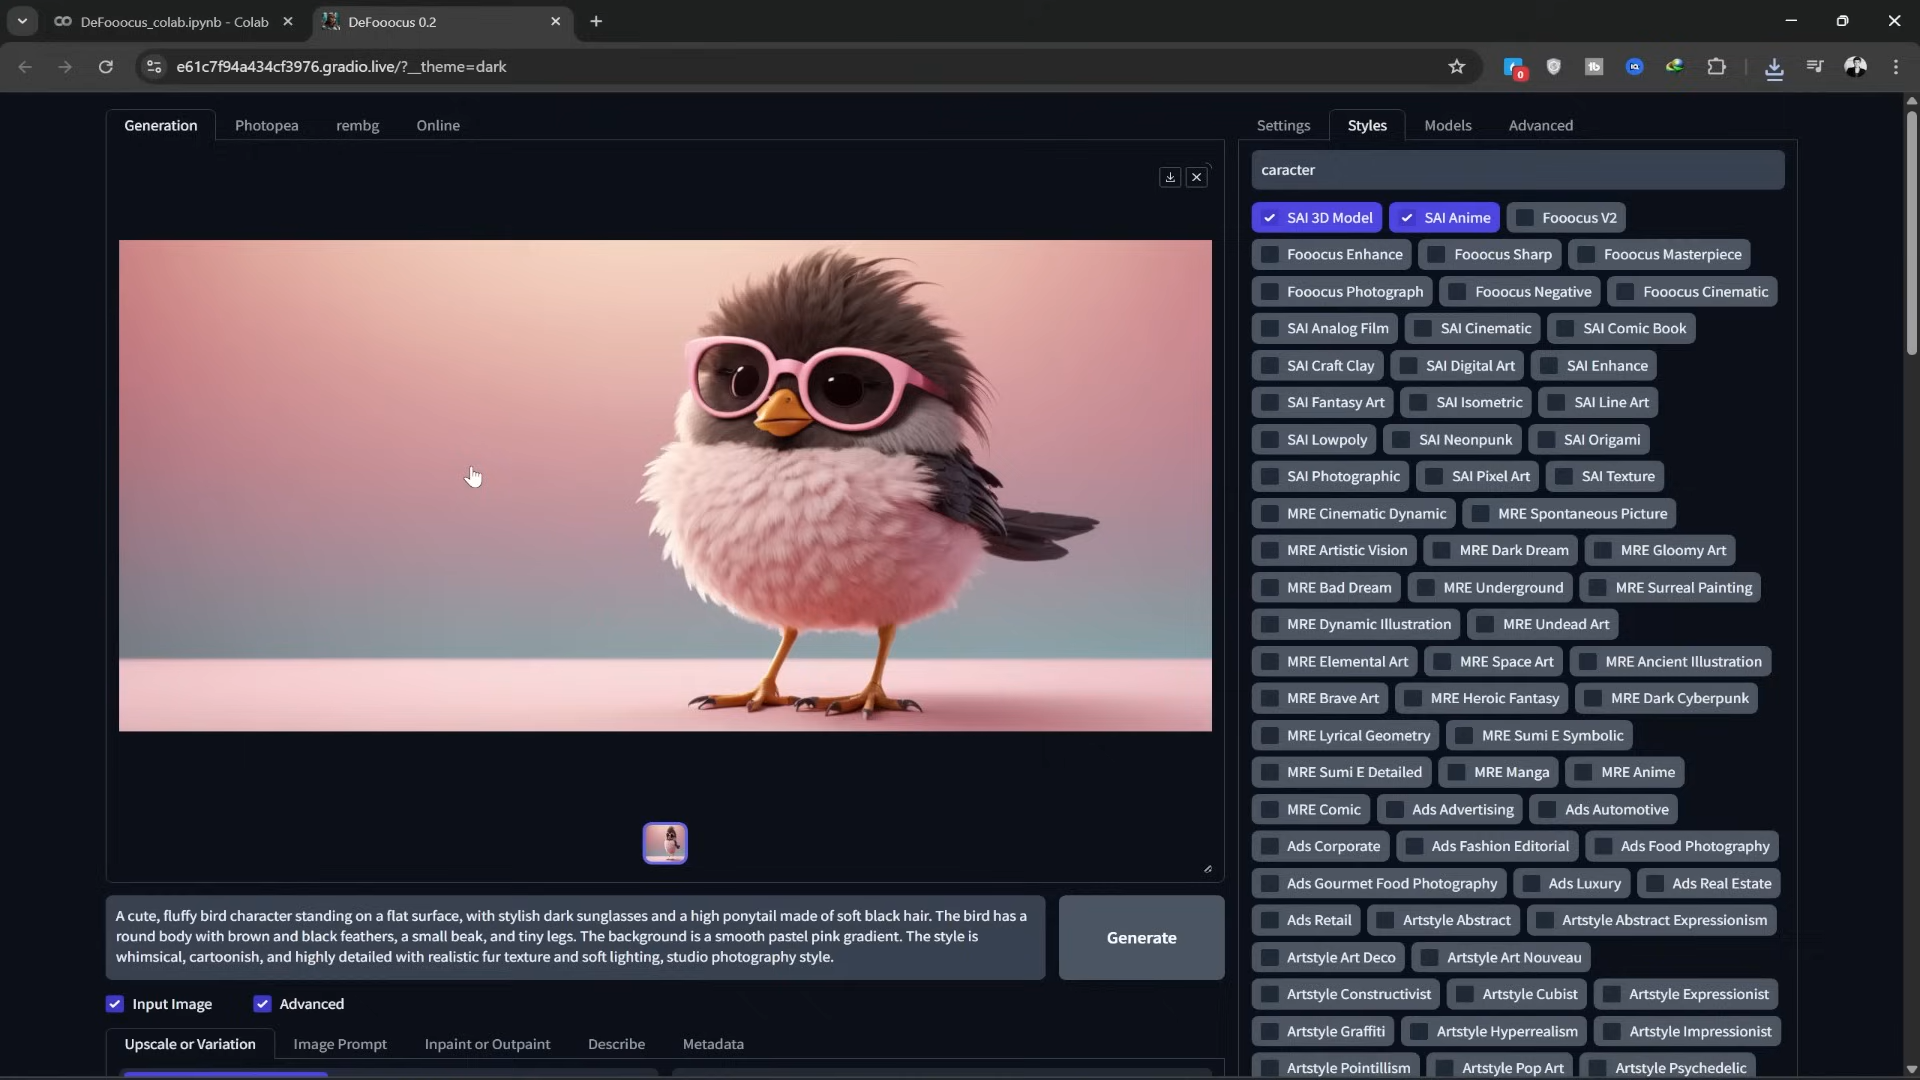 DeFooocus_colab.ipynb - Colab
DeFooocus 0.2
e61c7f94a434cf3976.gradio.live/?__theme=dark
0
Generation Photopea rembg Online
Settings Styles Models Advanced
caracter
SAI 3D Model SAI Anime Fooocus V2
Fooocus Enhance Fooocus Sharp Fooocus Masterpiece
Fooocus Photograph Fooocus Negative Fooocus Cinematic
SAI Analog Film SAI Cinematic SAI Comic Book
SAI Craft Clay SAI Digital Art SAI Enhance
SAI Fantasy Art SAI Isometric SAI Line Art
SAI Lowpoly SAI Neonpunk SAI Origami
SAI Photographic SAI Pixel Art SAI Texture
MRE Cinematic Dynamic MRE Spontaneous Picture
MRE Artistic Vision MRE Dark Dream MRE Gloomy Art
MRE Bad Dream MRE Underground MRE Surreal Painting
MRE Dynamic Illustration MRE Undead Art
MRE Elemental Art MRE Space Art MRE Ancient Illustration
MRE Brave Art MRE Heroic Fantasy MRE Dark Cyberpunk
MRE Lyrical Geometry MRE Sumi E Symbolic
MRE Sumi E Detailed MRE Manga MRE Anime
MRE Comic Ads Advertising Ads Automotive
Ads Corporate Ads Fashion Editorial Ads Food Photography
Ads Gourmet Food Photography Ads Luxury Ads Real Estate
Ads Retail Artstyle Abstract Artstyle Abstract Expressionism
Artstyle Art Deco Artstyle Art Nouveau
Artstyle Constructivist Artstyle Cubist Artstyle Expressionist
Artstyle Graffiti Artstyle Hyperrealism Artstyle Impressionist
Artstyle Pointillism Artstyle Pop Art Artstyle Psychedelic
A cute, fluffy bird character standing on a flat surface, with stylish dark sunglasses and a high ponytail made of soft black hair. The bird has a
round body with brown and black feathers, a small beak, and tiny legs. The background is a smooth pastel pink gradient. The style is
whimsical, cartoonish, and highly detailed with realistic fur texture and soft lighting, studio photography style.
Generate
Input Image Advanced
Upscale or Variation Image Prompt Inpaint or Outpaint Describe Metadata